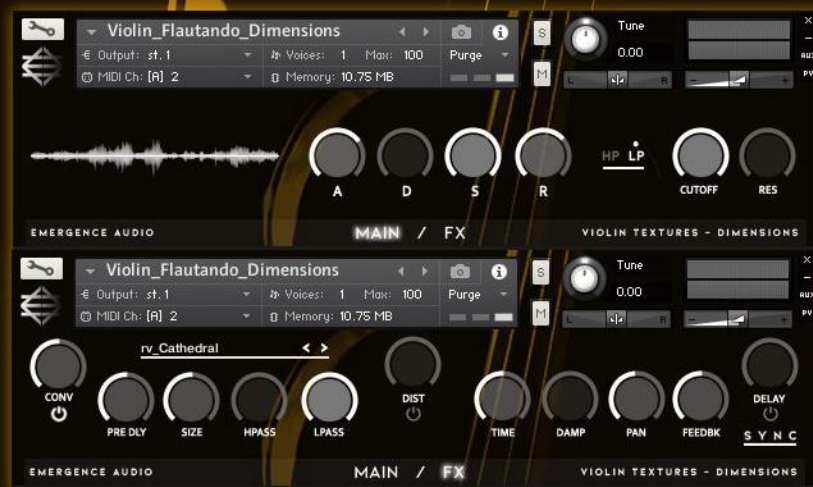 Violin_Flautando_Dimensions
Output: st.1 Voices: 1 Max: 100 Purge
MIDI Ch: [A] 2 Memory: 10.75 MB
S
M
Tune
0.00
L R
- +
×
-
AUX
PV
A D S R HP LP CUTOFF RES
EMERGENCE AUDIO MAIN / FX VIOLIN TEXTURES - DIMENSIONS
Violin_Flautando_Dimensions
Output: st.1 Voices: 1 Max: 100 Purge
MIDI Ch: [A] 2 Memory: 10.75 MB
S
M
Tune
0.00
L R
- +
×
-
AUX
PV
rv_Cathedral < >
CONV DIST DELAY
PRE DLY SIZE HPASS LPASS TIME DAMP PAN FEEDBK
SYNC
EMERGENCE AUDIO MAIN / FX VIOLIN TEXTURES - DIMENSIONS